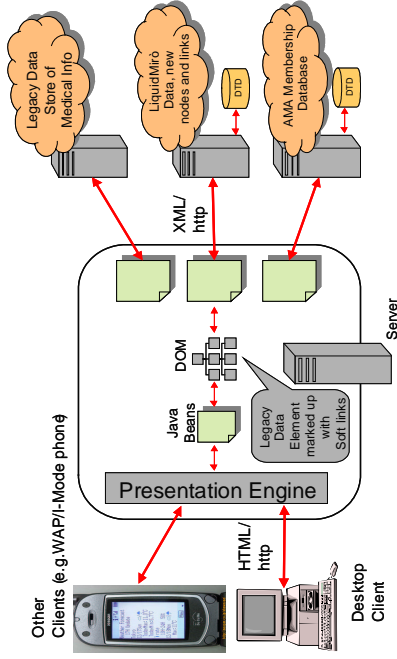 Other
Clients (e.g.WAP/I-Mode phone)
Desktop
Client
HTML/
http
Presentation Engine
Java
Beans
DOM
Legacy
Data
Element
marked up
with
Soft links
Server
XML/
http
Legacy Data
Store of
Medical Info
LiquidMirò
Data, new
nodes and links
DTD
AMA Membership
Database
DTD